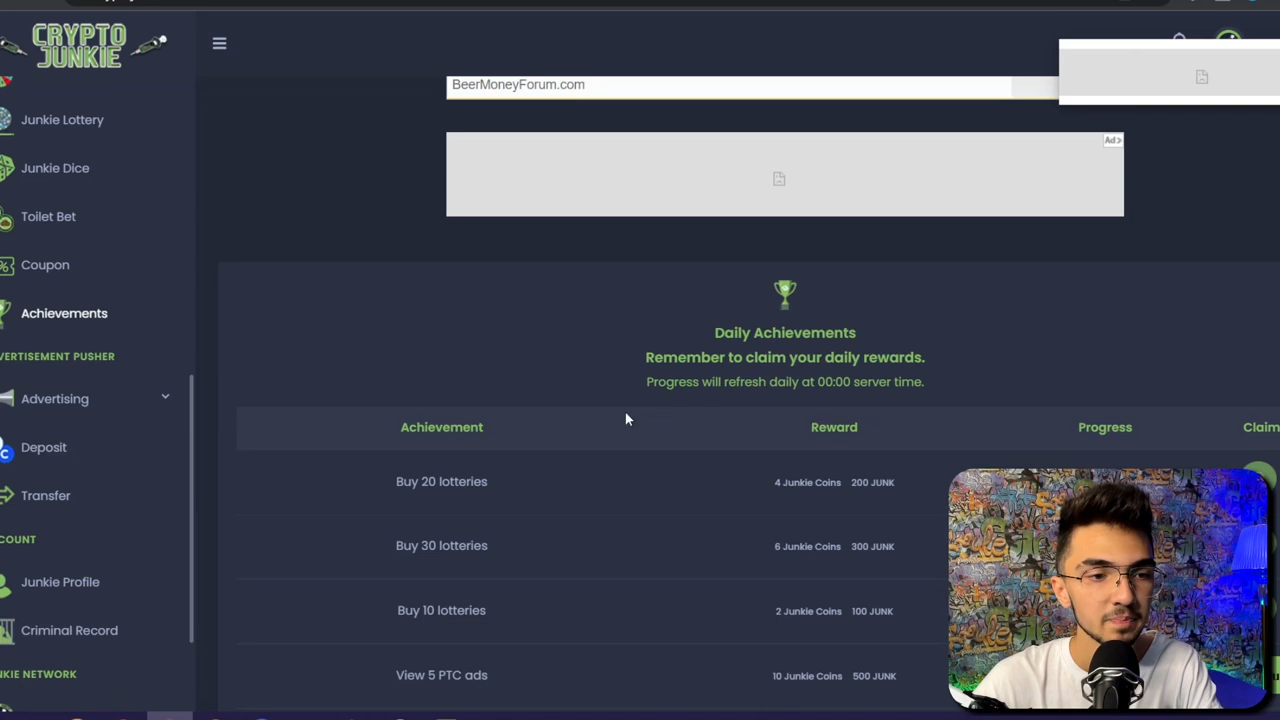 CRYPTO
JUNKIE
BeerMoneyForum.com
Junkie Lottery
Ad
Junkie Dice
Toilet Bet
Coupon
Achievements
Daily Achievements
Remember to claim your daily rewards.
VERTISEMENT PUSHER
Progress will refresh daily at 00:00 server time.
Advertising
Achievement Reward Progress Claim
Deposit
Buy 20 lotteries 4 Junkie Coins 200 JUNK
Transfer
COUNT
Buy 30 lotteries 6 Junkie Coins 300 JUNK
Junkie Profile
Buy 10 lotteries 2 Junkie Coins 100 JUNK
Criminal Record
NKIE NETWORK
View 5 PTC ads 10 Junkie Coins 500 JUNK